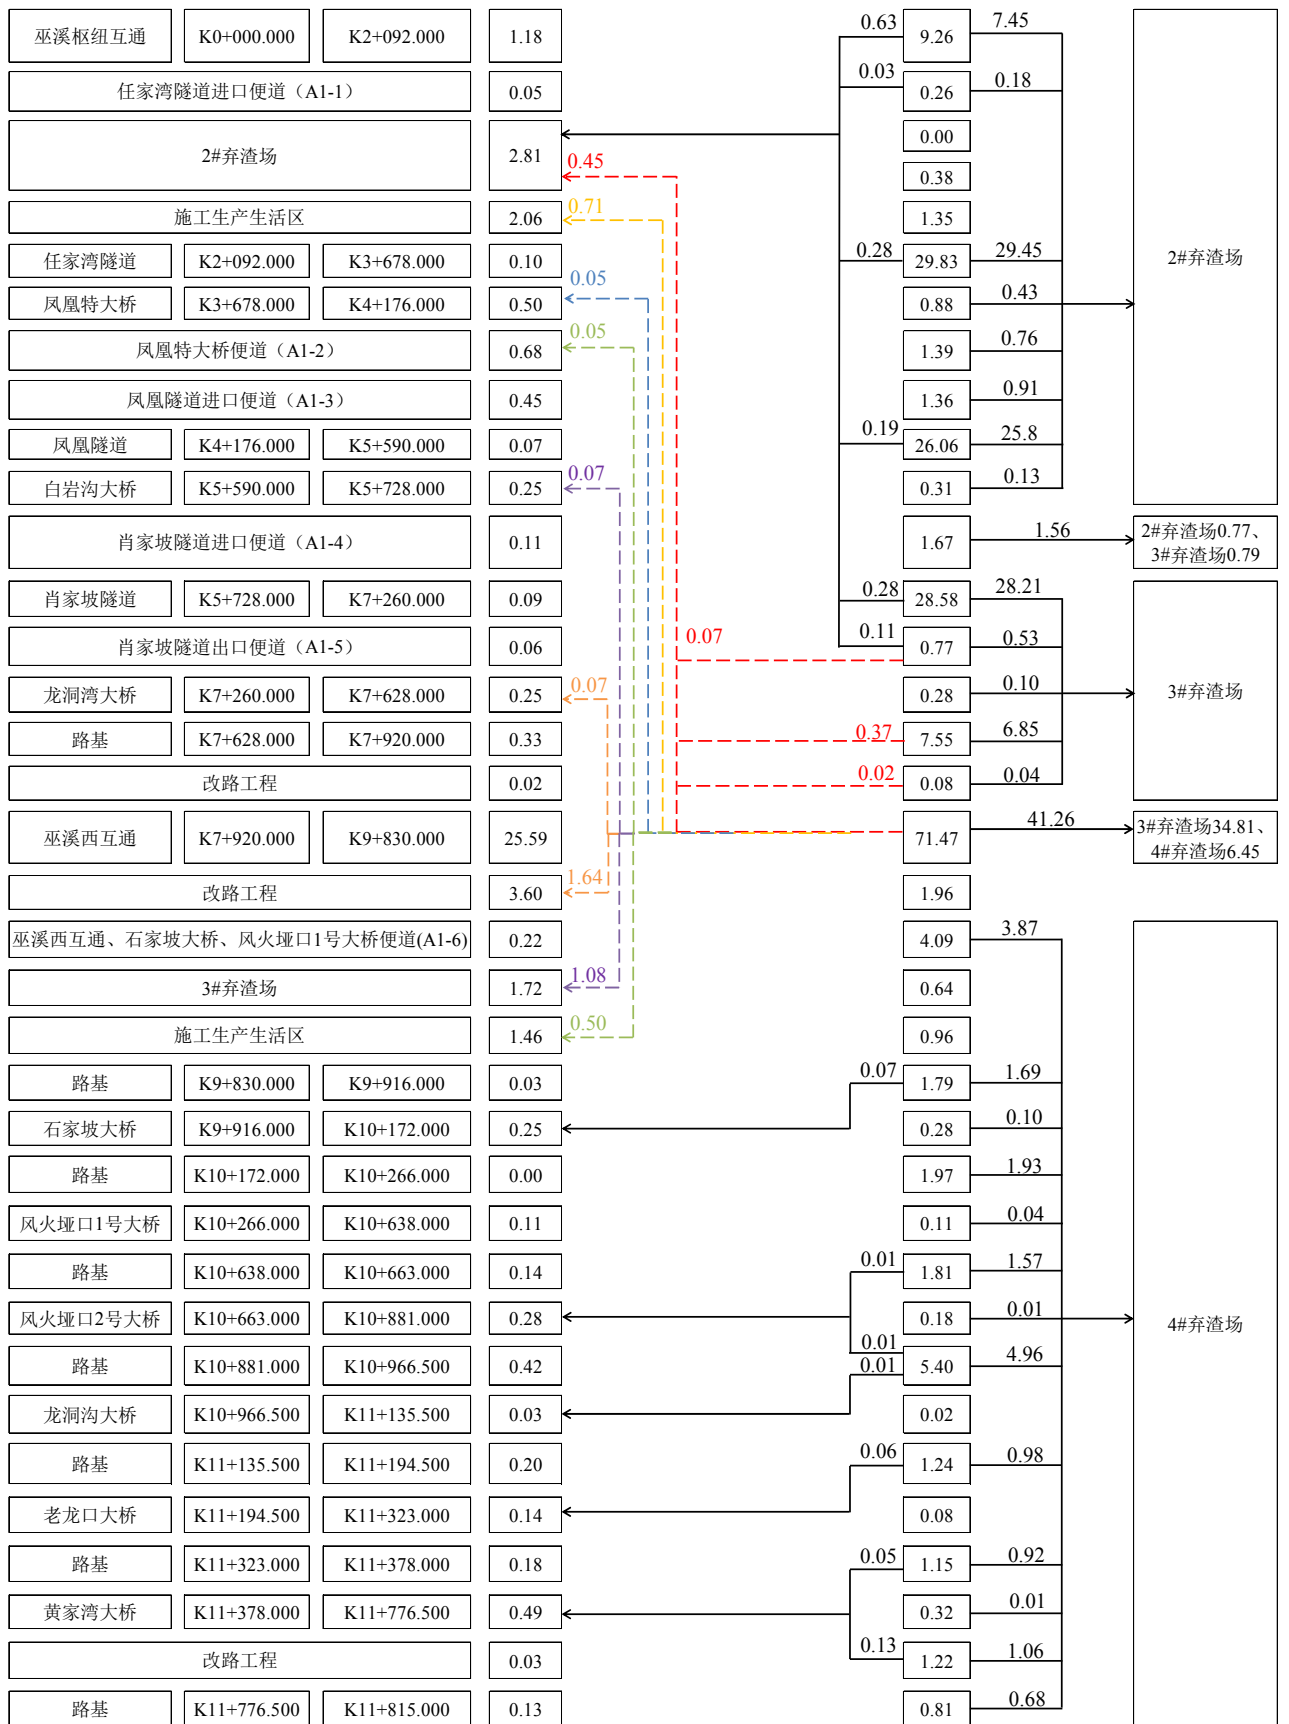 巫溪枢纽互通 K0+000.000 K2+092.000 1.18 0.63 9.26 7.45
任家湾隧道进口便道（A1-1） 0.05 0.03 0.26 0.18
0.00
2#弃渣场 2.81 0.45 0.38
施工生产生活区 2.06 0.71 1.35
任家湾隧道 K2+092.000 K3+678.000 0.10 0.28 29.83 29.45 2#弃渣场
凤凰特大桥 K3+678.000 K4+176.000 0.50 0.05 0.88 0.43
凤凰特大桥便道（A1-2） 0.68 0.05 1.39 0.76
凤凰隧道进口便道（A1-3） 0.45 1.36 0.91
凤凰隧道 K4+176.000 K5+590.000 0.07 0.19 26.06 25.8
白岩沟大桥 K5+590.000 K5+728.000 0.25 0.07 0.31 0.13
肖家坡隧道进口便道（A1-4） 0.11 1.67 1.56 2#弃渣场0.77、
3#弃渣场0.79
肖家坡隧道 K5+728.000 K7+260.000 0.09 0.28 28.58 28.21
肖家坡隧道出口便道（A1-5） 0.06 0.07 0.11 0.77 0.53
龙洞湾大桥 K7+260.000 K7+628.000 0.25 0.07 0.28 0.10 3#弃渣场
路基 K7+628.000 K7+920.000 0.33 0.37 7.55 6.85
改路工程 0.02 0.02 0.08 0.04
巫溪西互通 K7+920.000 K9+830.000 25.59 71.47 41.26 3#弃渣场34.81、
4#弃渣场6.45
改路工程 3.60 1.64 1.96
巫溪西互通、石家坡大桥、风火垭口1号大桥便道(A1-6) 0.22 4.09 3.87
3#弃渣场 1.72 1.08 0.64
施工生产生活区 1.46 0.50 0.96
路基 K9+830.000 K9+916.000 0.03 0.07 1.79 1.69
石家坡大桥 K9+916.000 K10+172.000 0.25 0.28 0.10
路基 K10+172.000 K10+266.000 0.00 1.97 1.93
风火垭口1号大桥 K10+266.000 K10+638.000 0.11 0.11 0.04
路基 K10+638.000 K10+663.000 0.14 0.01 1.81 1.57
风火垭口2号大桥 K10+663.000 K10+881.000 0.28 0.18 0.01 4#弃渣场
0.01
路基 K10+881.000 K10+966.500 0.42 0.01 5.40 4.96
龙洞沟大桥 K10+966.500 K11+135.500 0.03 0.02
路基 K11+135.500 K11+194.500 0.20 0.06 1.24 0.98
老龙口大桥 K11+194.500 K11+323.000 0.14 0.08
路基 K11+323.000 K11+378.000 0.18 0.05 1.15 0.92
黄家湾大桥 K11+378.000 K11+776.500 0.49 0.32 0.01
改路工程 0.03 0.13 1.22 1.06
路基 K11+776.500 K11+815.000 0.13 0.81 0.68